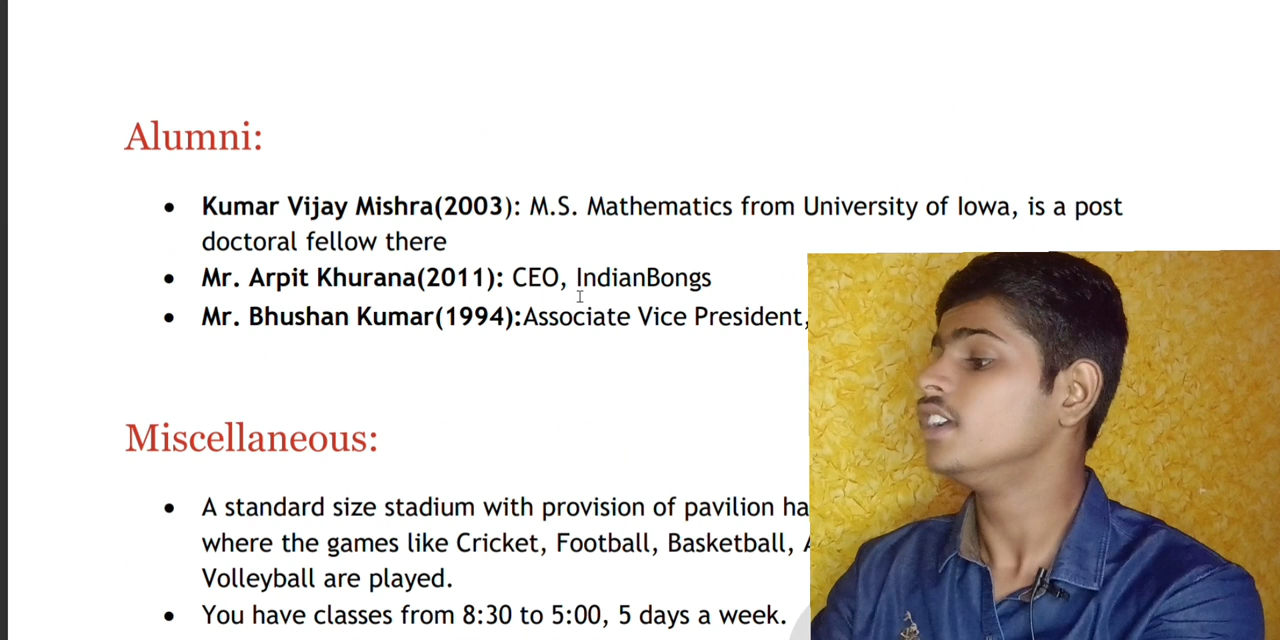 Alumni:
• Kumar Vijay Mishra(2003): M.S. Mathematics from University of Iowa, is a post
doctoral fellow there
• Mr. Arpit Khurana(2011): CEO, IndianBongs
• Mr. Bhushan Kumar(1994):Associate Vice President,
Miscellaneous:
• A standard size stadium with provision of pavilion ha
where the games like Cricket, Football, Basketball,
Volleyball are played.
• You have classes from 8:30 to 5:00, 5 days a week.